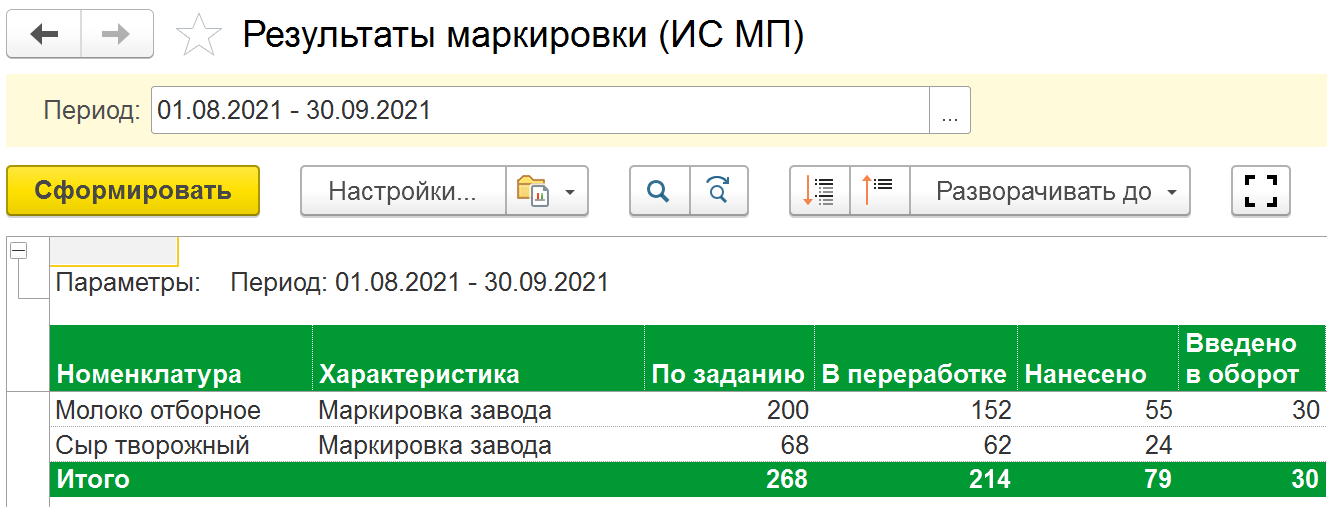 Результаты маркировки (ИС МП)
Период: 01.08.2021 - 30.09.2021 ...
Сформировать Настройки... Разворачивать до
Параметры: Период: 01.08.2021 - 30.09.2021
Номенклатура Характеристика По заданию В переработке Нанесено Введено в оборот
Молоко отборное Маркировка завода 200 152 55 30
Сыр творожный Маркировка завода 68 62 24
Итого 268 214 79 30